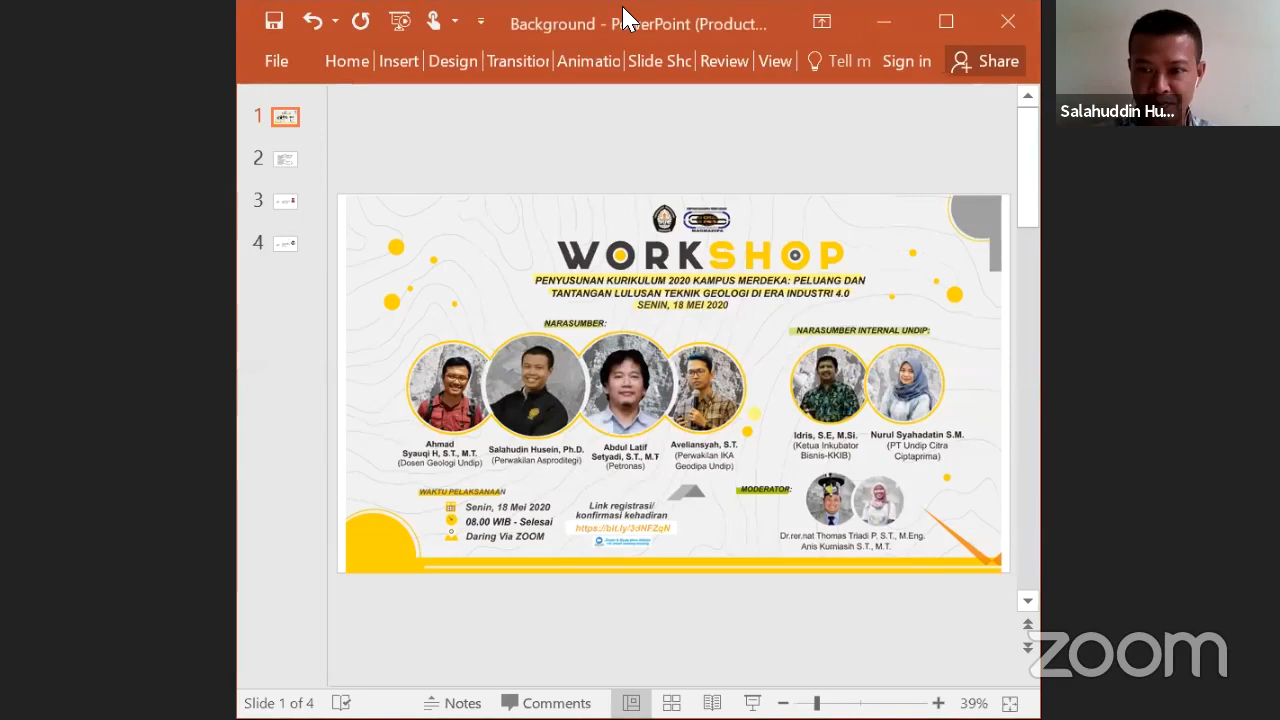 Background - PowerPoint (Product...
File Home Insert Design Transition Animatio Slide Sho Review View Tell m Sign in Share
Salahuddin Hu...
1
2
3
4
WORKSHOP
PENYUSUNAN KURIKULUM 2020 KAMPUS MERDEKA: PELUANG DAN
TANTANGAN LULUSAN TEKNIK GEOLOGI DI ERA INDUSTRI 4.0
SENIN, 18 MEI 2020
NARASUMBER:
Ahmad
Syauqi H, S.T., M.T.
(Dosen Geologi Undip)
Salahudin Husein, Ph.D.
(Perwakilan Asproditegi)
Abdul Latif
Setyadi, S.T., M.T
(Petronas)
Aveliansyah, S.T.
(Perwakilan IKA
Geodipa Undip)
NARASUMBER INTERNAL UNDIP:
Idris, S.E, M.Si.
(Ketua Inkubator
Bisnis-KKIB)
Nurul Syahadatin S.M.
(PT Undip Citra
Ciptaprima)
WAKTU PELAKSANAAN
Senin, 18 Mei 2020
08.00 WIB - Selesai
Daring Via ZOOM
Link registrasi/
konfirmasi kehadiran
https://bit.ly/3dNFZqN
MODERATOR:
Dr.rer.nat Thomas Triadi P, S.T., M.Eng.
Anis Kurniasih S.T., M.T.
zoom
Slide 1 of 4 Notes Comments 39%